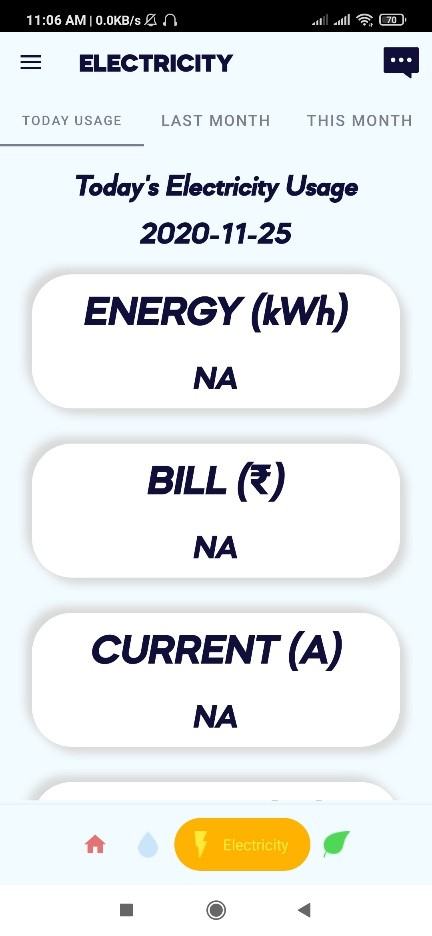 11:06 AM | 0.0KB/s
70
ELECTRICITY
TODAY USAGE
LAST MONTH
THIS MONTH
Today's Electricity Usage
2020-11-25
ENERGY (kWh)
NA
BILL (₹)
NA
CURRENT (A)
NA
Electricity